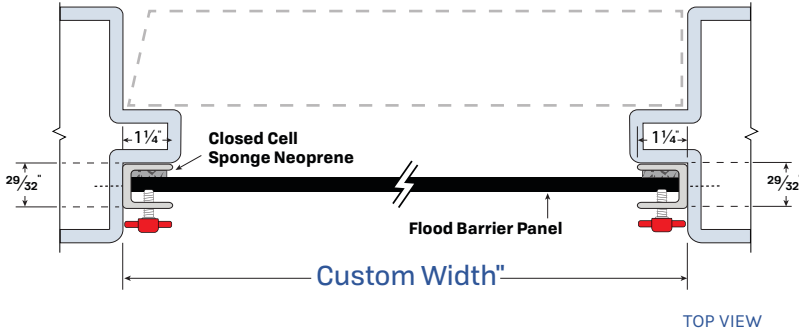 1¼"
1¼"
Closed Cell
Sponge Neoprene
29/32"
29/32"
Flood Barrier Panel
Custom Width"
TOP VIEW